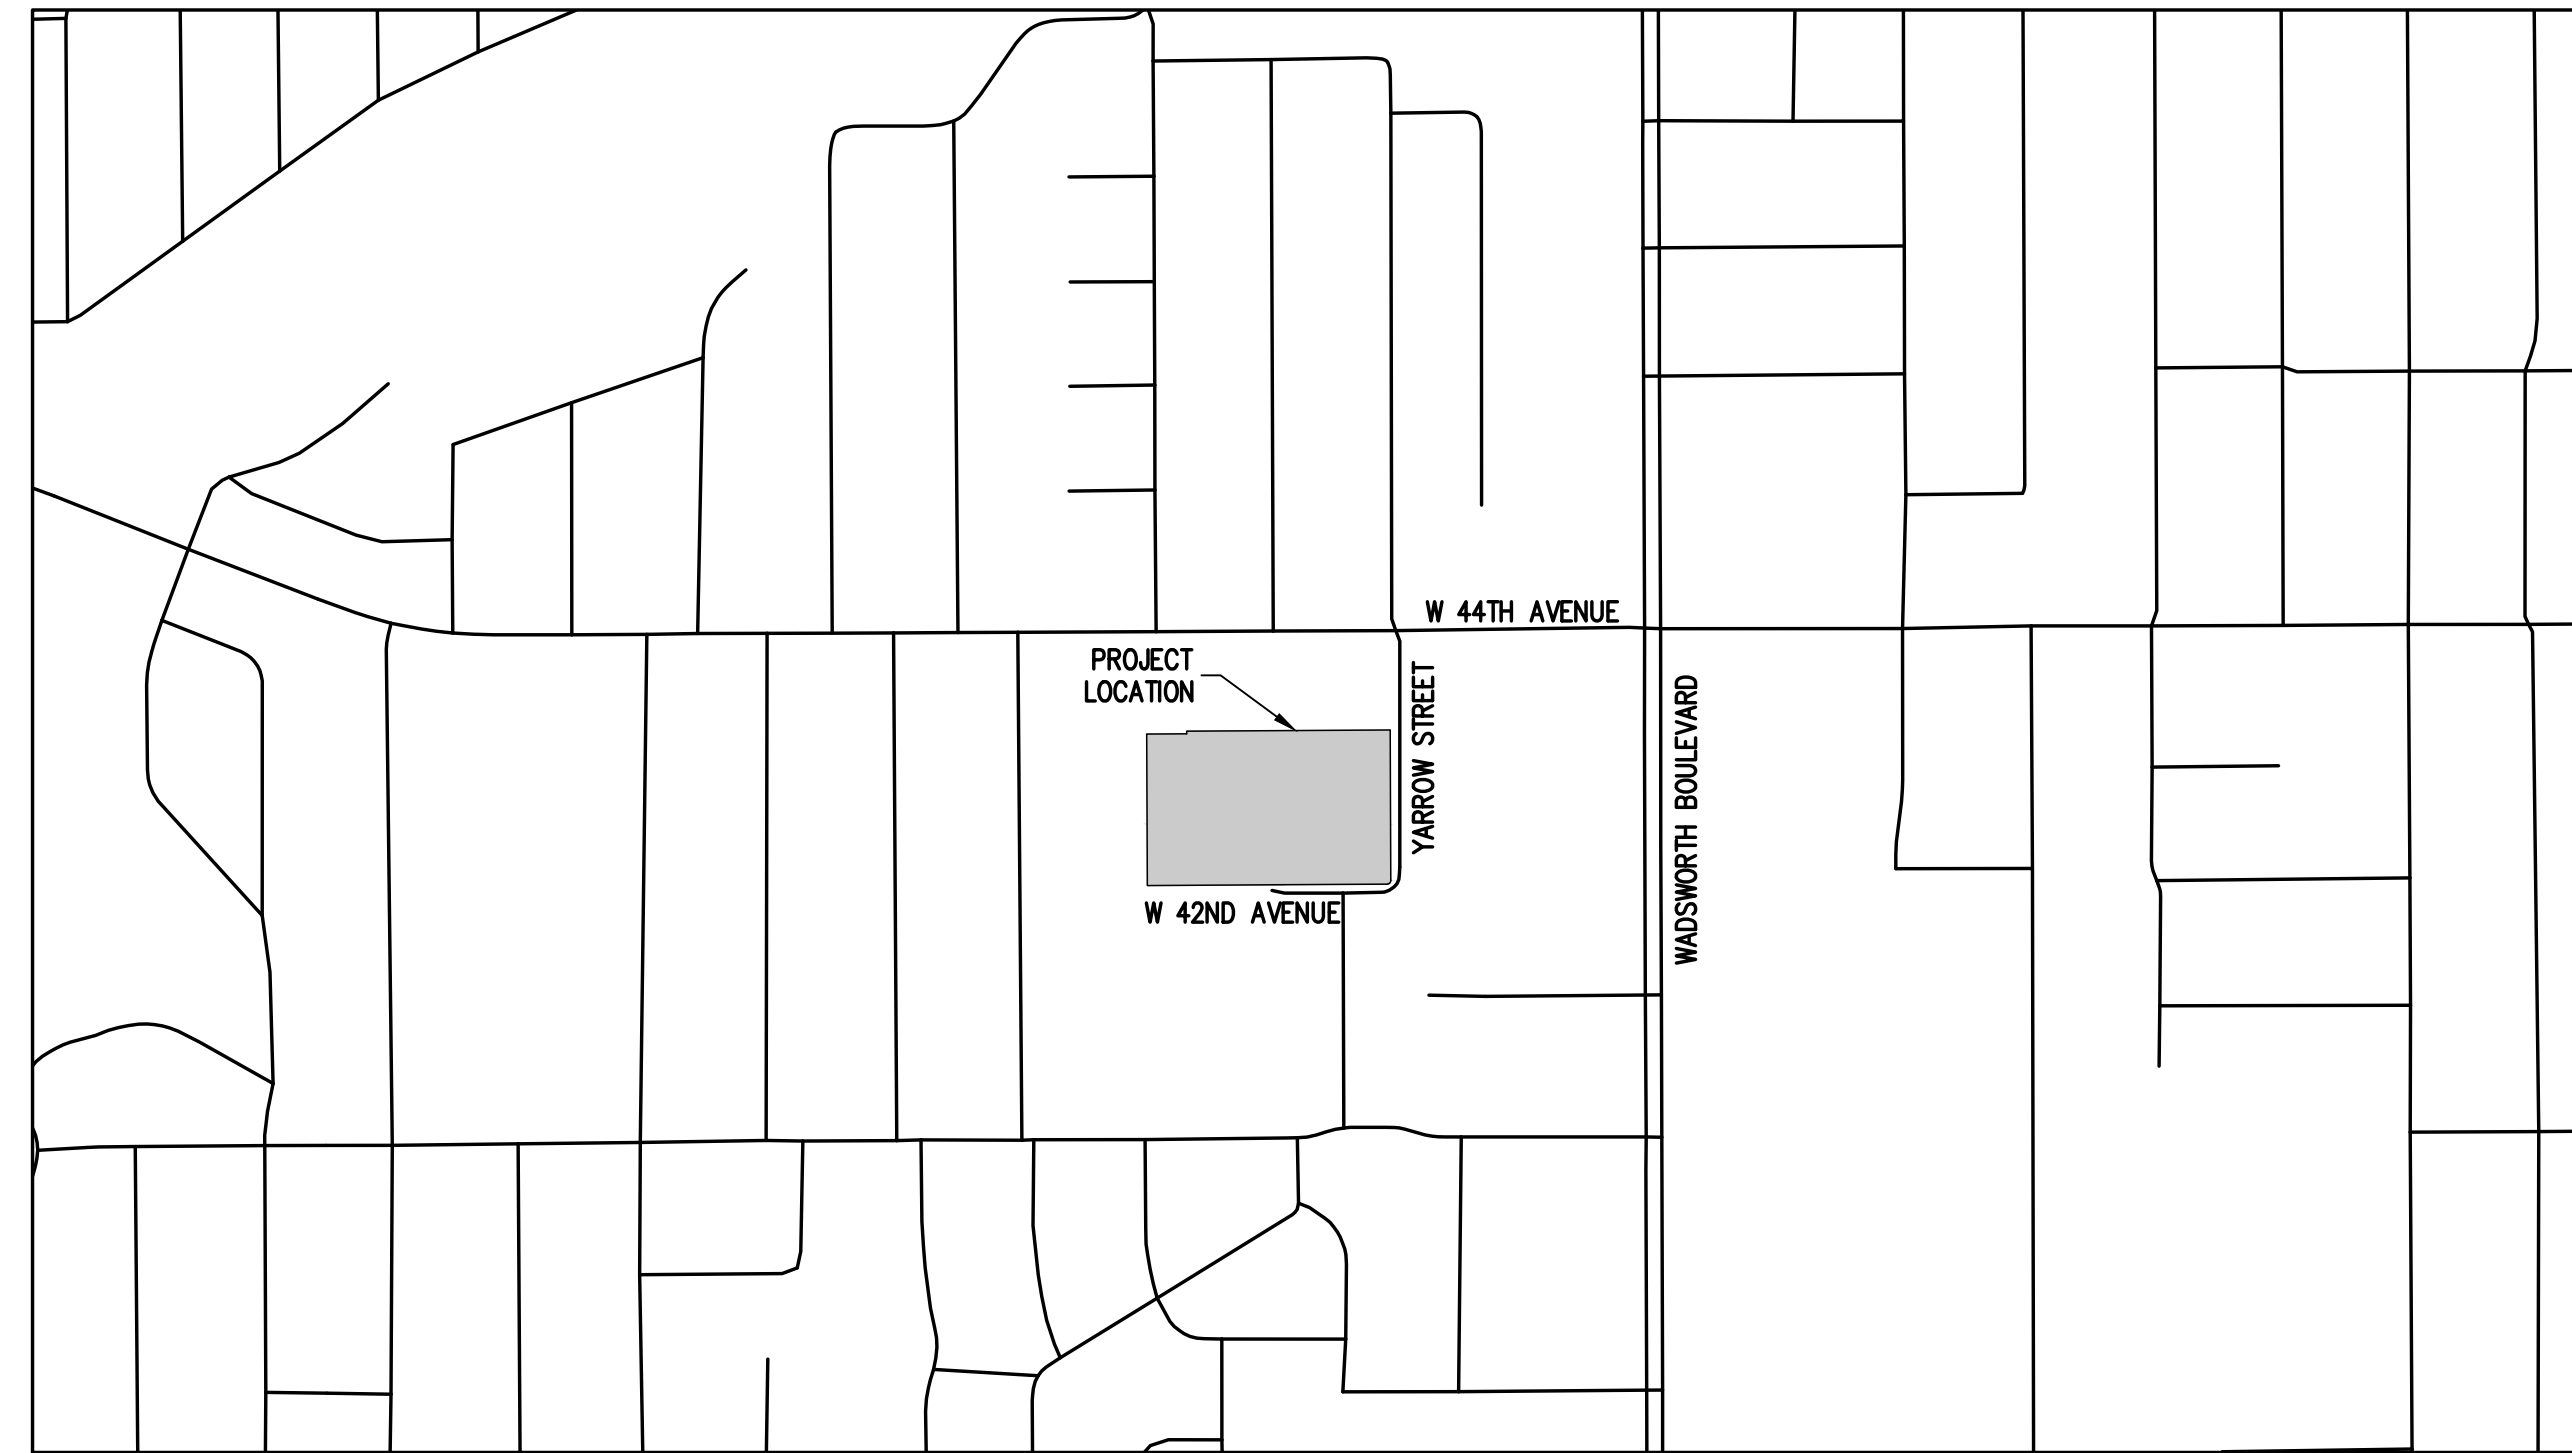 W 44TH AVENUE
PROJECT
LOCATION
YARROW STREET
WADSWORTH BOULEVARD
W 42ND AVENUE